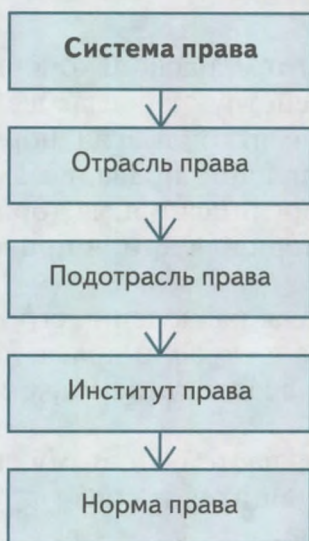 Система права
Отрасль права
Подотрасль права
Институт права
Норма права